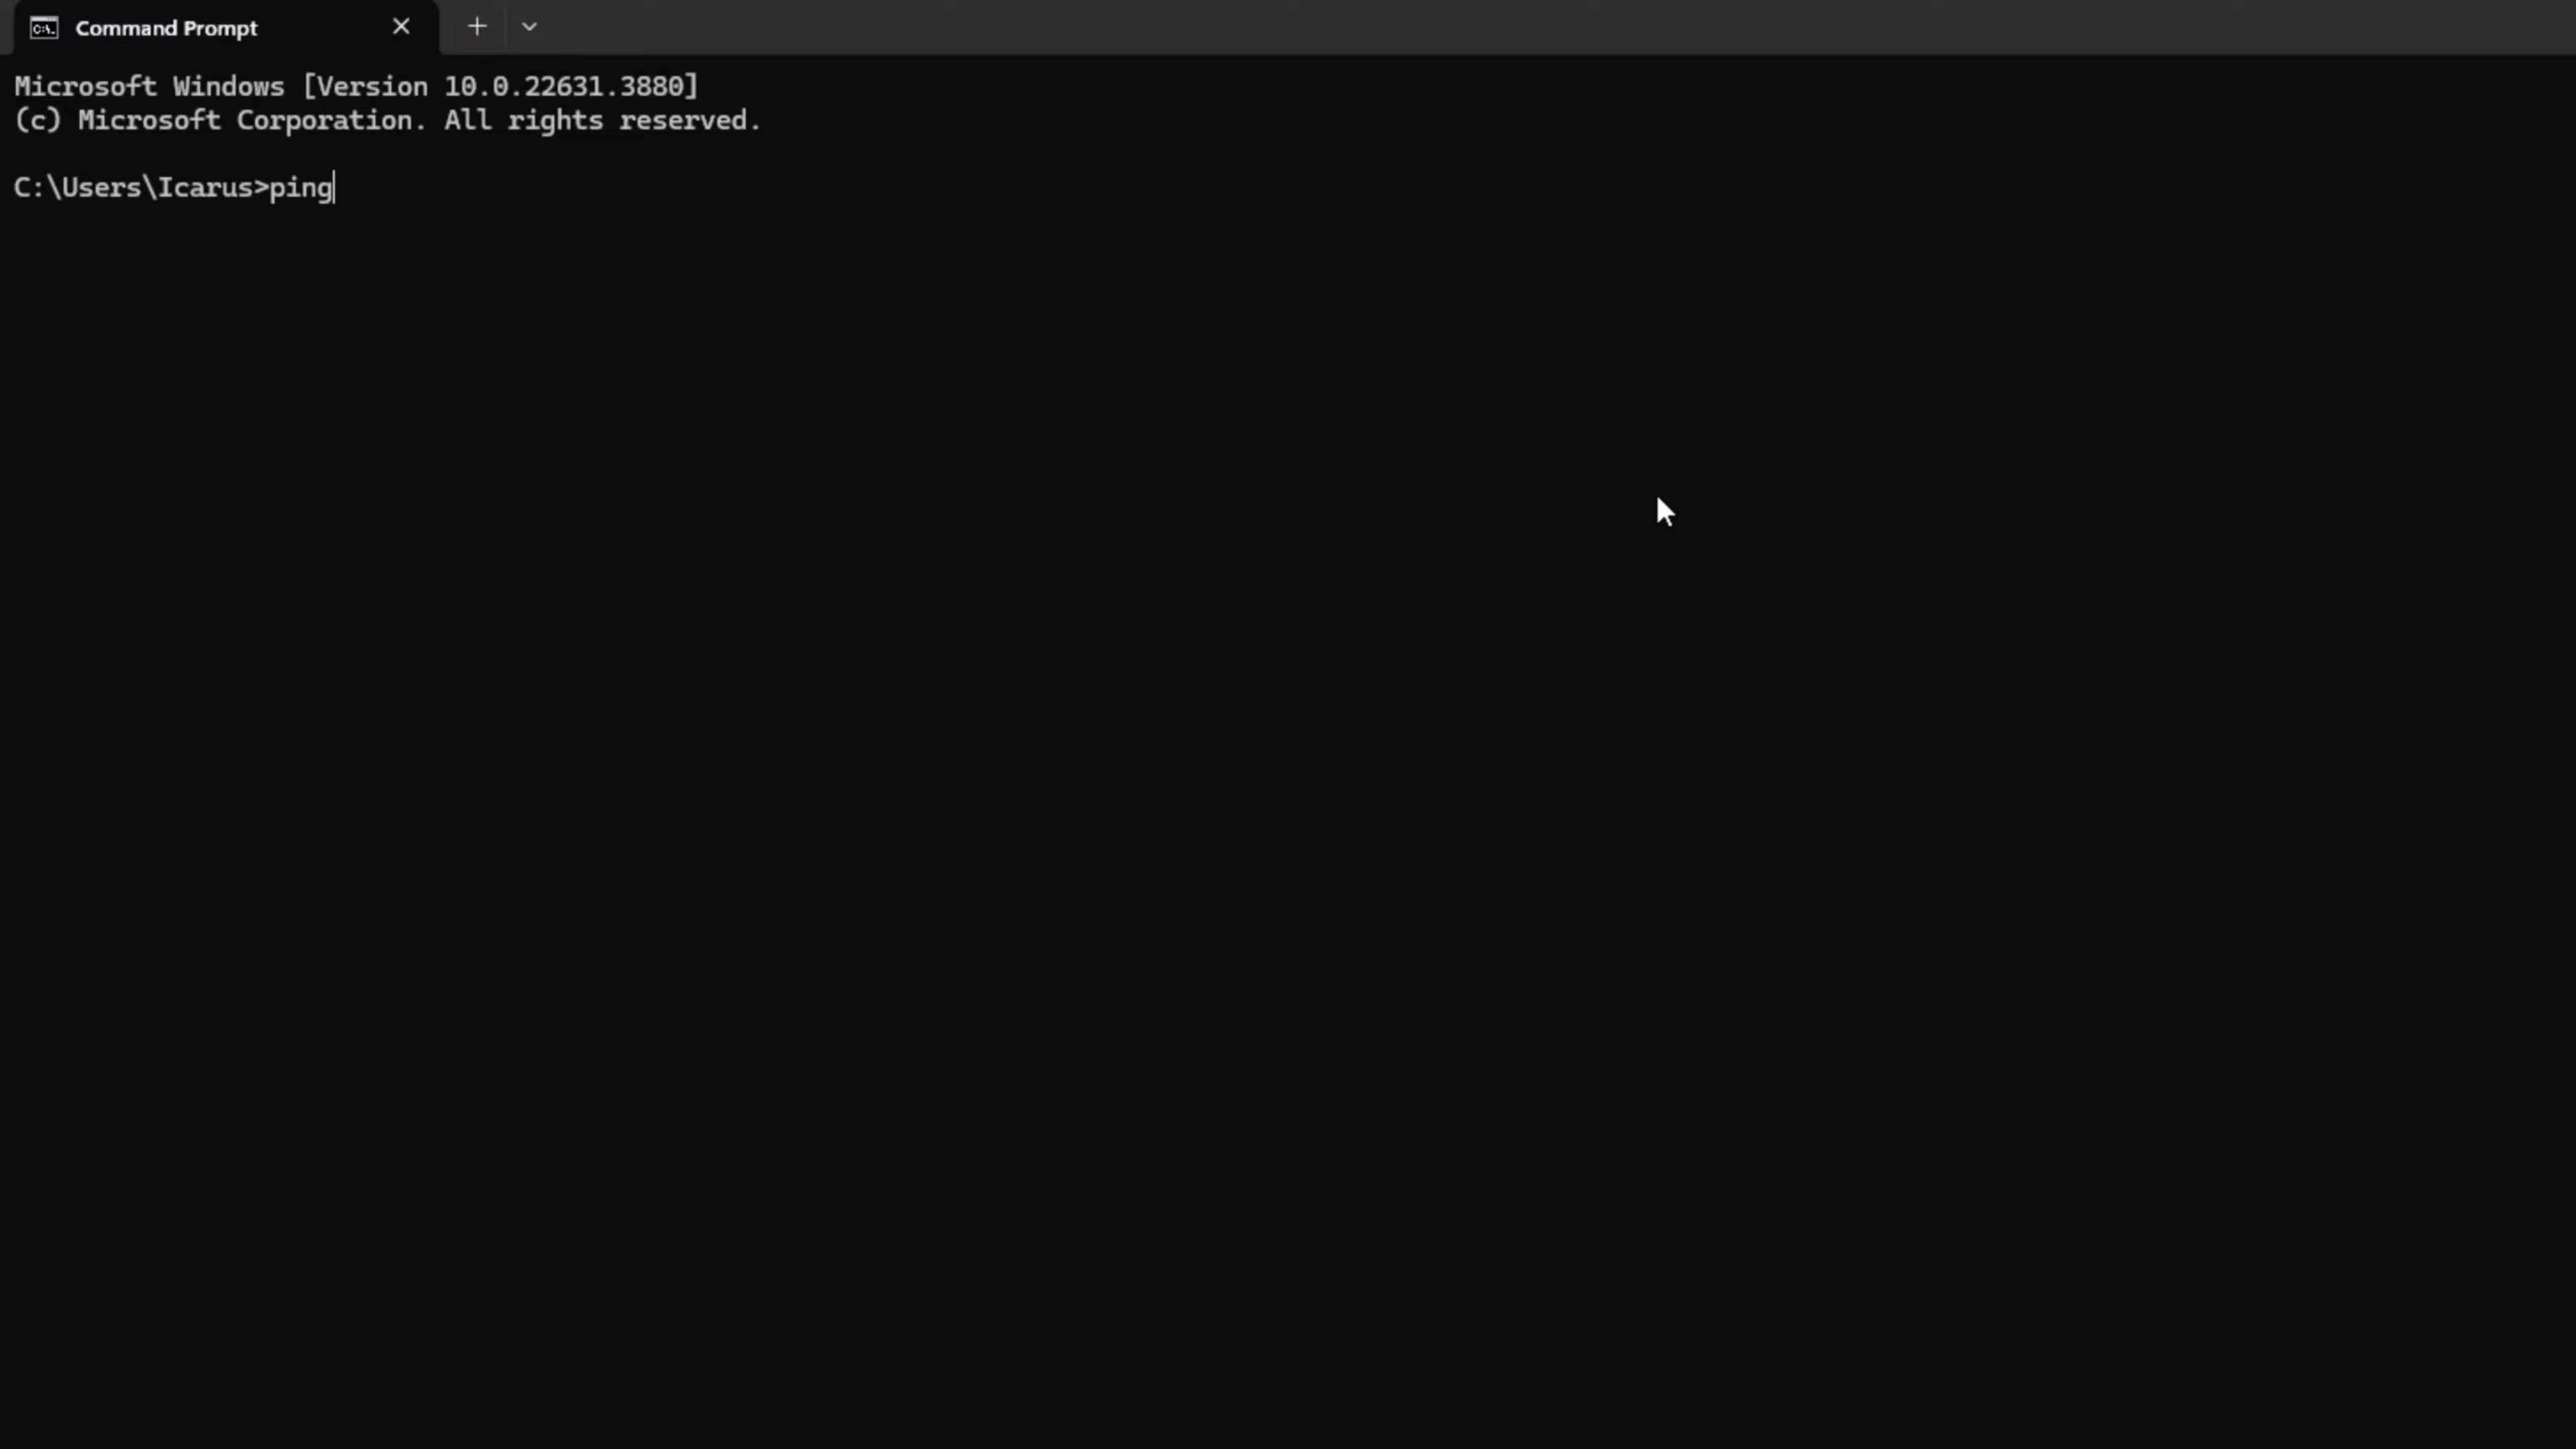 Command Prompt
Microsoft Windows [Version 10.0.22631.3880]
(c) Microsoft Corporation. All rights reserved.
C:\Users\Icarus>ping